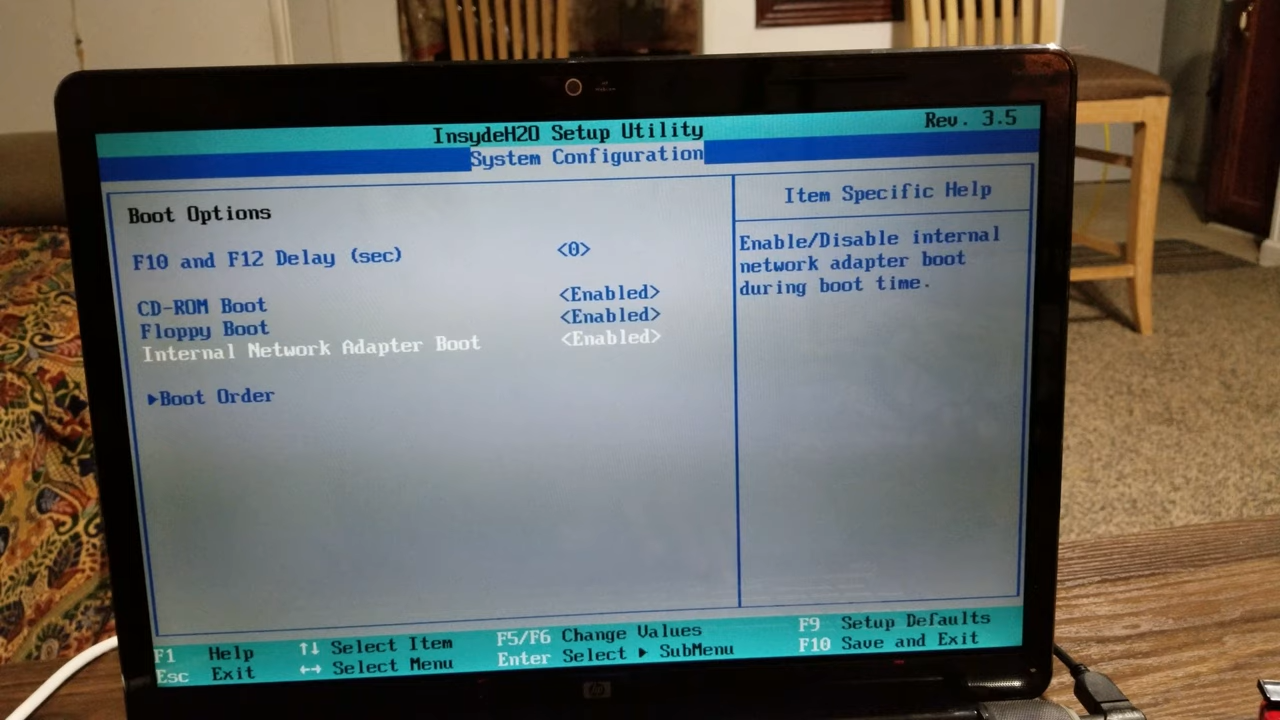 InsydeH2O Setup Utility Rev. 3.5
System Configuration
Boot Options
F10 and F12 Delay (sec) <0>
CD-ROM Boot <Enabled>
Floppy Boot <Enabled>
Internal Network Adapter Boot <Enabled>
▶Boot Order
Item Specific Help
Enable/Disable internal
network adapter boot
during boot time.
F1 Help ↑↓ Select Item F5/F6 Change Values F9 Setup Defaults
Esc Exit ←→ Select Menu Enter Select ▶ SubMenu F10 Save and Exit
hp